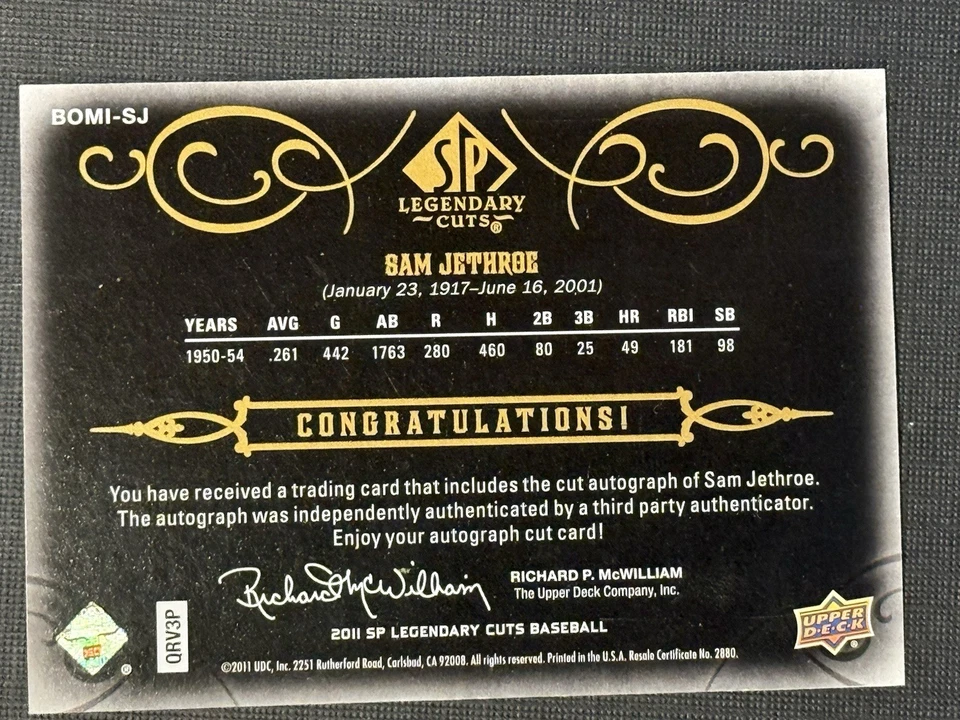 BOMI-SJ
SP
LEGENDARY
CUTS®
SAM JETHROE
(January 23, 1917–June 16, 2001)
YEARS AVG G AB R H 2B 3B HR RBI SB
1950-54 .261 442 1763 280 460 80 25 49 181 98
CONGRATULATIONS!
You have received a trading card that includes the cut autograph of Sam Jethroe.
The autograph was independently authenticated by a third party authenticator.
Enjoy your autograph cut card!
Richard McWilliam
RICHARD P. McWILLIAM
The Upper Deck Company, Inc.
QRV3P
2011 SP LEGENDARY CUTS BASEBALL
UPPER
DECK
®
©2011 UDC, Inc. 2251 Rutherford Road, Carlsbad, CA 92008. All rights reserved. Printed in the U.S.A. Resale Certificate No. 2880.